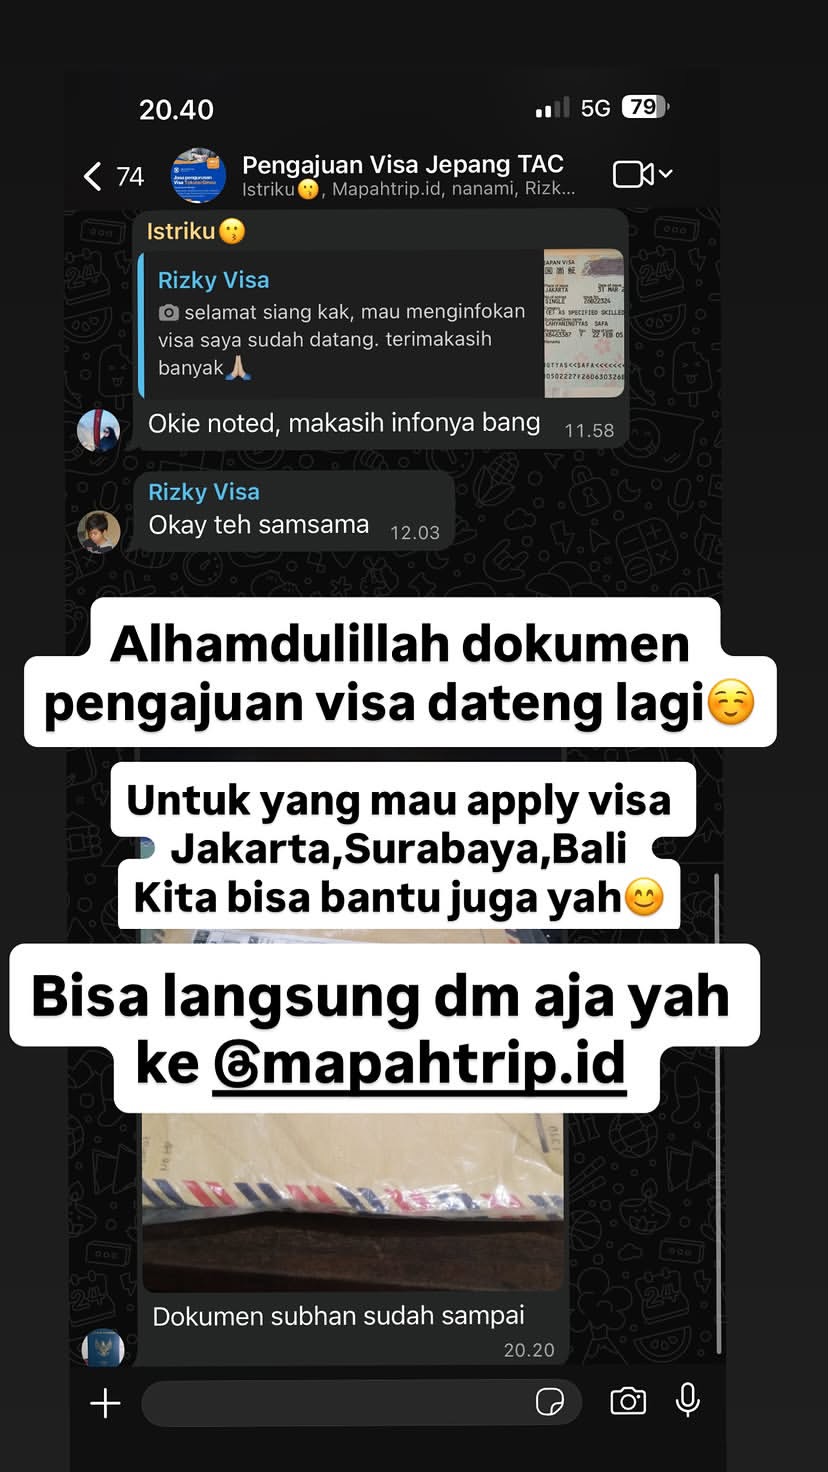 20.40
5G 79
74
Pengajuan Visa Jepang TAC
Istriku😗, Mapahtrip.id, nanami, Rizk...
Istriku😗
Rizky Visa
selamat siang kak, mau menginfokan
visa saya sudah datang. terimakasih
banyak🙏🏻
Okie noted, makasih infonya bang
11.58
Rizky Visa
Okay teh samsama
12.03
Alhamdulillah dokumen
pengajuan visa dateng lagi☺️
Untuk yang mau apply visa
Jakarta,Surabaya,Bali
Kita bisa bantu juga yah😊
Bisa langsung dm aja yah
ke @mapahtrip.id
Dokumen subhan sudah sampai
20.20